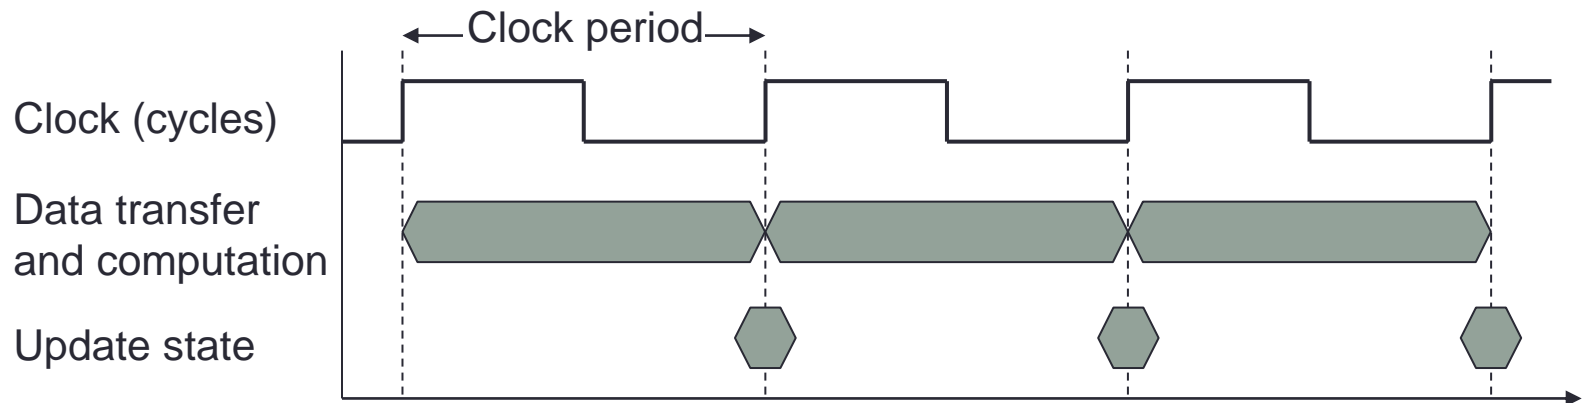 Clock period
Clock (cycles)
Data transfer
and computation
Update state